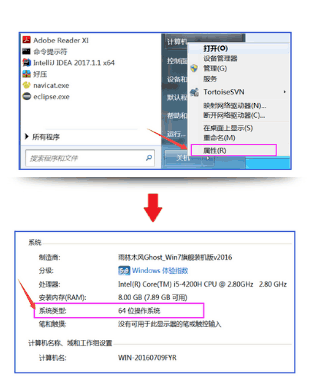 Adobe Reader XI
命令提示符
IntelliJ IDEA 2017.1.1 x64
好压
navicat.exe
eclipse.exe
所有程序
搜索程序和文件
计算机
控制面
设备和
默认程
帮助和
运行...
关机
打开(O)
设备管理器
管理(G)
服务
TortoiseSVN
映射网络驱动器(N)...
断开网络驱动器(C)...
在桌面上显示(S)
重命名(M)
属性(R)
系统
制造商: 雨林木风Ghost_Win7旗舰装机版v2016
分级: Windows 体验指数
处理器: Intel(R) Core(TM) i5-4200H CPU @ 2.80GHz 2.80 GHz
安装内存(RAM): 8.00 GB (7.89 GB 可用)
系统类型: 64 位操作系统
笔和触摸: 没有可用于此显示器的笔或触控输入
计算机名称、域和工作组设置
计算机名: WIN-20160709FYR